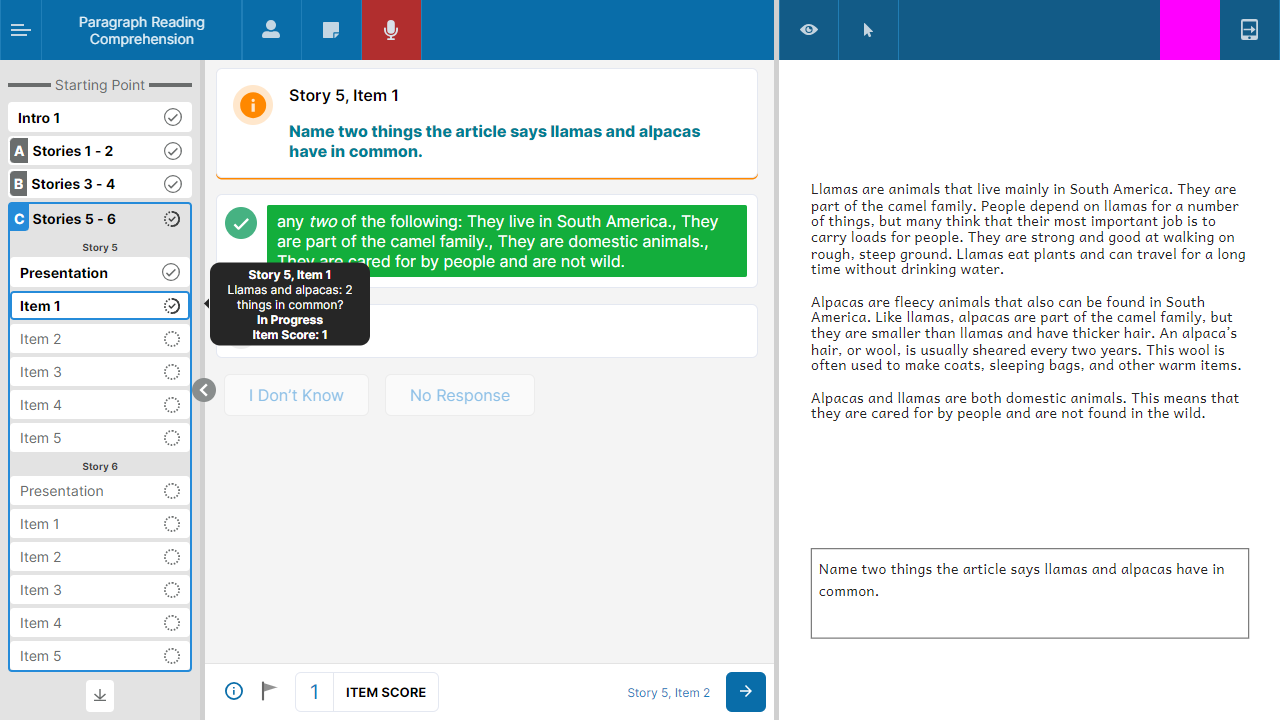 Paragraph Reading
Comprehension
Starting Point
Intro 1
A Stories 1 - 2
B Stories 3 - 4
C Stories 5 - 6
Story 5
Presentation
Item 1
Item 2
Item 3
Item 4
Item 5
Story 6
Presentation
Item 1
Item 2
Item 3
Item 4
Item 5
Story 5, Item 1
Name two things the article says llamas and alpacas
have in common.
any two of the following: They live in South America., They
are part of the camel family., They are domestic animals.,
They are cared for by people and are not wild.
Story 5, Item 1
Llamas and alpacas: 2
things in common?
In Progress
Item Score: 1
I Don't Know
No Response
1 ITEM SCORE
Story 5, Item 2
Llamas are animals that live mainly in South America. They are
part of the camel family. People depend on llamas for a number
of things, but many think that their most important job is to
carry loads for people. They are strong and good at walking on
rough, steep ground. Llamas eat plants and can travel for a long
time without drinking water.
Alpacas are fleecy animals that also can be found in South
America. Like llamas, alpacas are part of the camel family, but
they are smaller than llamas and have thicker hair. An alpaca's
hair, or wool, is usually sheared every two years. This wool is
often used to make coats, sleeping bags, and other warm items.
Alpacas and llamas are both domestic animals. This means that
they are cared for by people and are not found in the wild.
Name two things the article says llamas and alpacas have in
common.